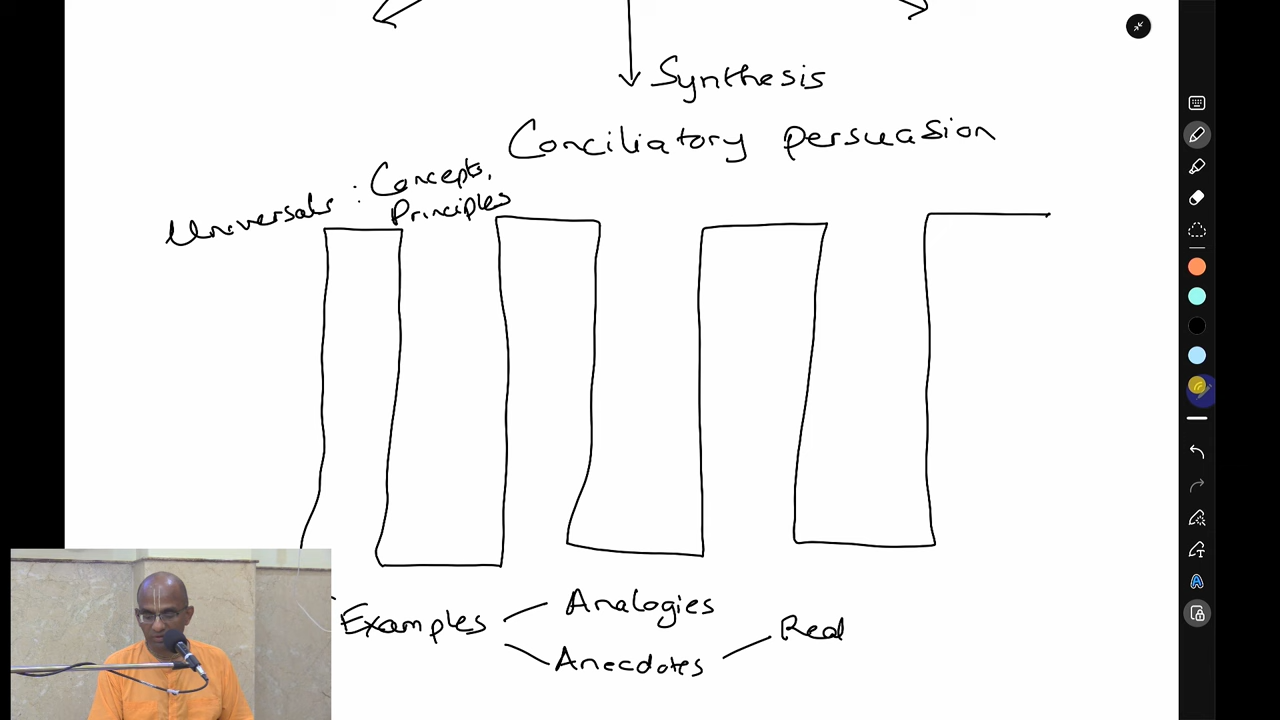 Synthesis
Conciliatory persuasion
Universals : Concepts,
Principles
Examples
Analogies
Anecdotes
Real